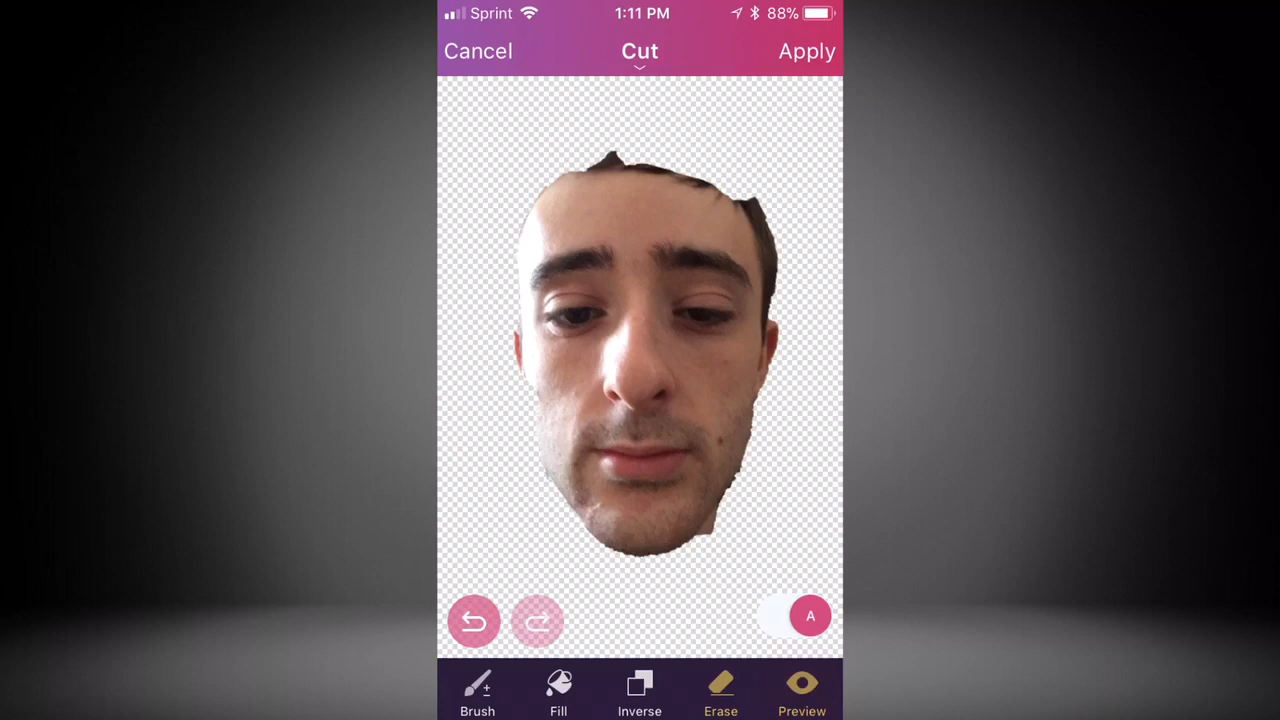 Sprint 1:11 PM 88%
Cancel Cut Apply
A
Brush Fill Inverse Erase Preview